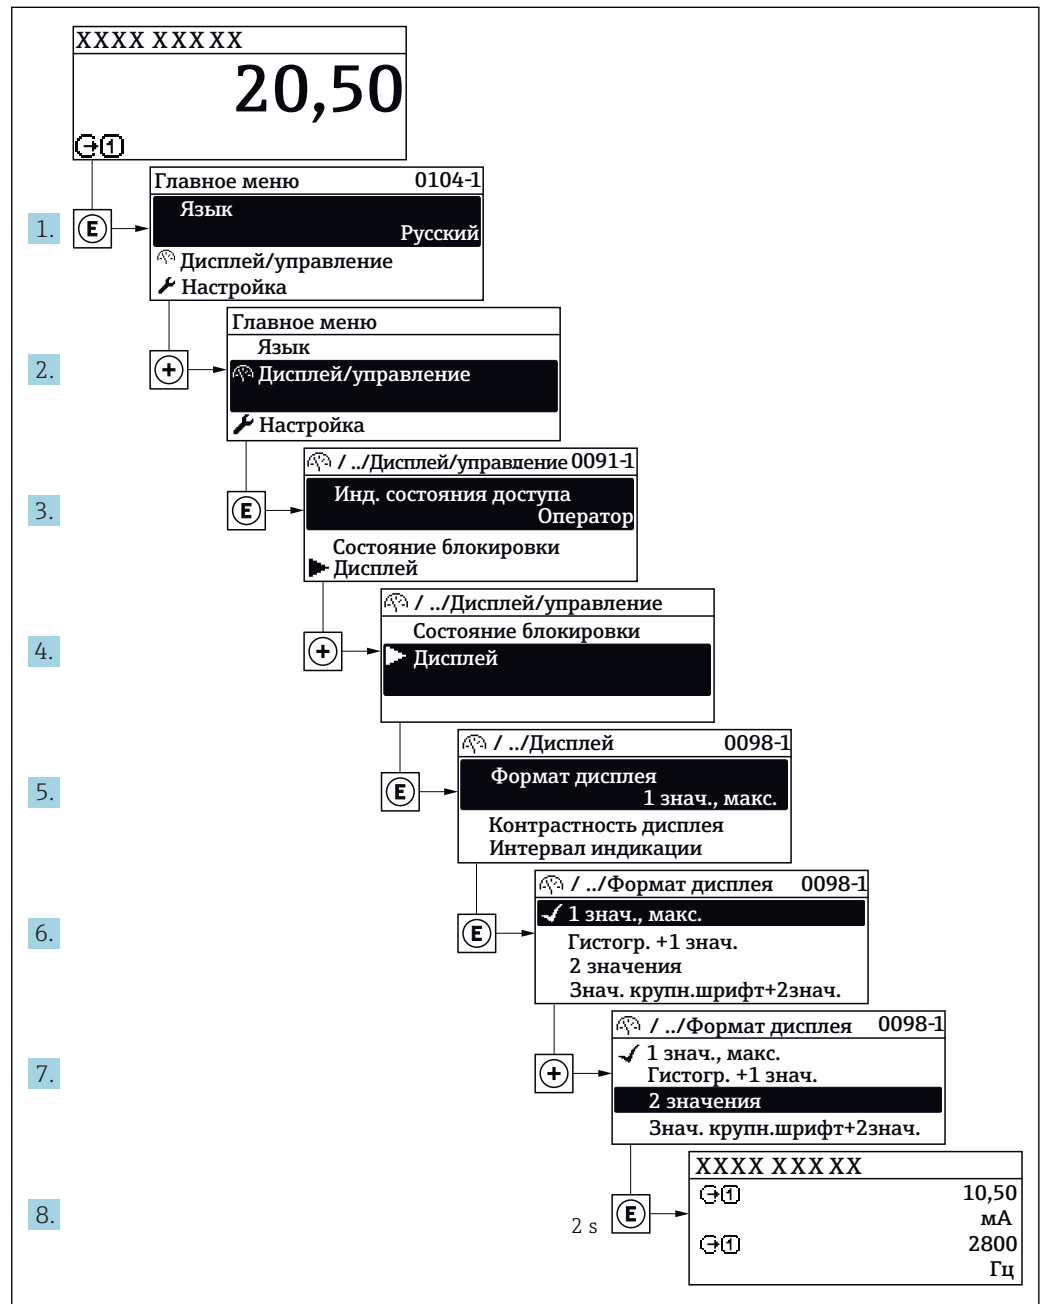 XXXX XXXXX
20,50
1
Главное меню 0104-1
1. E Язык
Русский
Дисплей/управление
Настройка
Главное меню
Язык
2. + Дисплей/управление
Настройка
/ ../Дисплей/управление 0091-1
3. E Инд. состояния доступа
Оператор
Состояние блокировки
Дисплей
/ ../Дисплей/управление
Состояние блокировки
4. + Дисплей
/ ../Дисплей 0098-1
5. E Формат дисплея
1 знач., макс.
Контрастность дисплея
Интервал индикации
/ ../Формат дисплея 0098-1
1 знач., макс.
6. E Гистогр. +1 знач.
2 значения
Знач. крупн.шрифт+2знач.
/ ../Формат дисплея 0098-1
1 знач., макс.
7. + Гистогр. +1 знач.
2 значения
Знач. крупн.шрифт+2знач.
XXXX XXXXX
1 10,50
8. 2 s E мА
1 2800
Гц